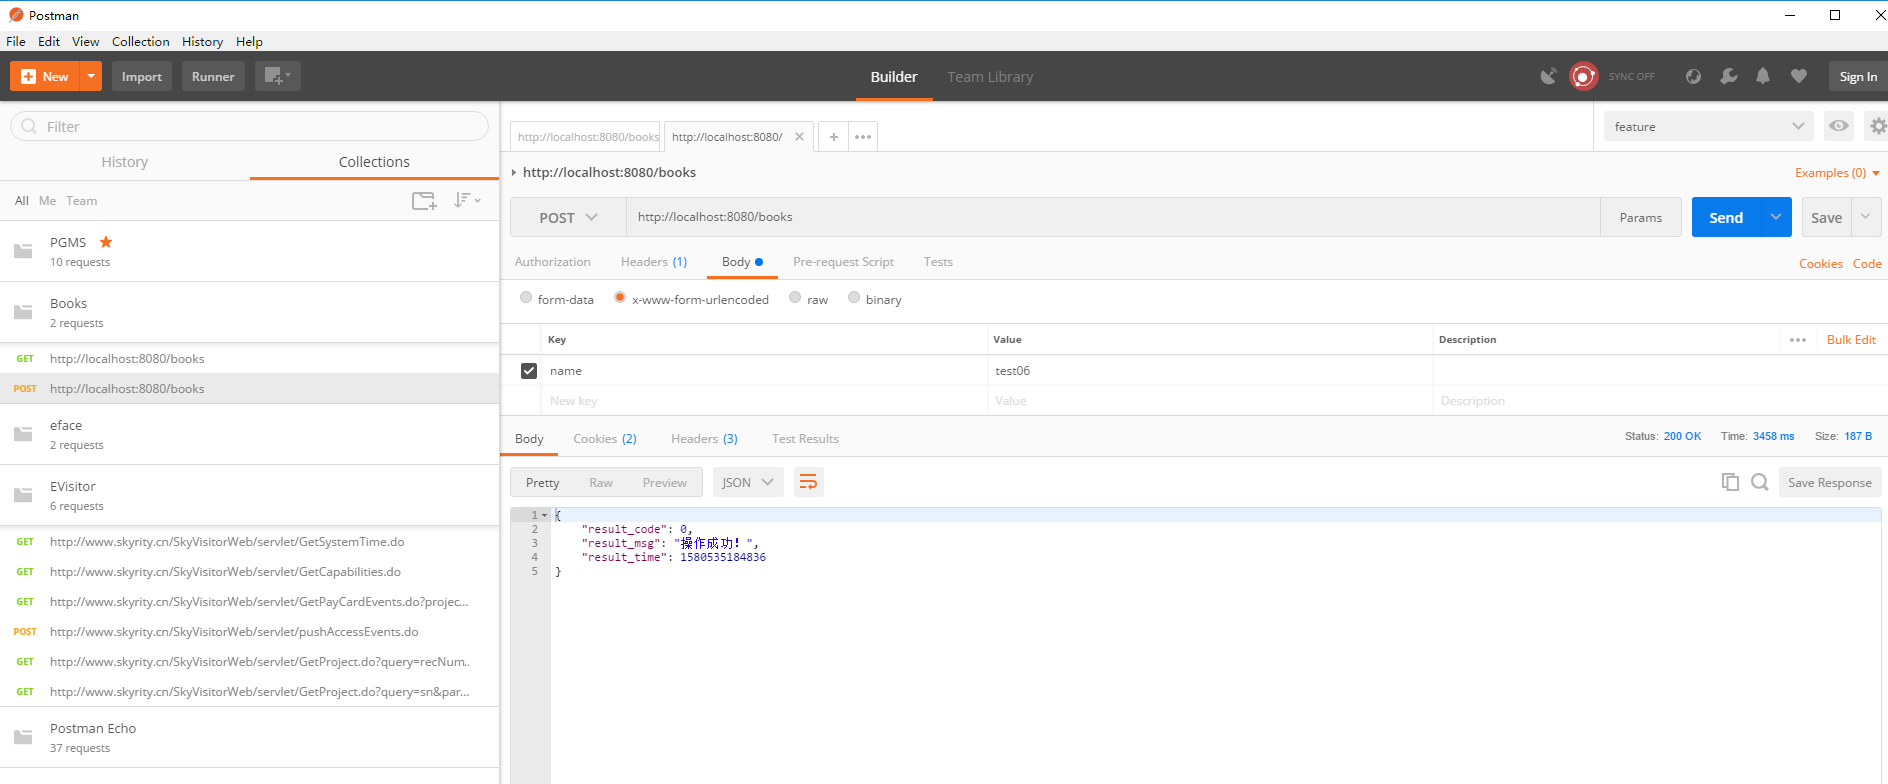 Postman
File Edit View Collection History Help
New Import Runner Builder Team Library SYNC OFF Sign In
Filter
History Collections
All Me Team
PGMS
10 requests
Books
2 requests
GET http://localhost:8080/books
POST http://localhost:8080/books
eface
2 requests
EVisitor
6 requests
GET http://www.skyrity.cn/SkyVisitorWeb/servlet/GetSystemTime.do
GET http://www.skyrity.cn/SkyVisitorWeb/servlet/GetCapabilities.do
GET http://www.skyrity.cn/SkyVisitorWeb/servlet/GetPayCardEvents.do?projec...
POST http://www.skyrity.cn/SkyVisitorWeb/servlet/pushAccessEvents.do
GET http://www.skyrity.cn/SkyVisitorWeb/servlet/GetProject.do?query=recNum..
GET http://www.skyrity.cn/SkyVisitorWeb/servlet/GetProject.do?query=sn&par...
Postman Echo
37 requests
http://localhost:8080/books http://localhost:8080/ feature
http://localhost:8080/books Examples (0)
POST http://localhost:8080/books Params Send Save
Authorization Headers (1) Body Pre-request Script Tests Cookies Code
form-data x-www-form-urlencoded raw binary
Key Value Description Bulk Edit
name test06
New key Value Description
Body Cookies (2) Headers (3) Test Results Status: 200 OK Time: 3458 ms Size: 187 B
Pretty Raw Preview JSON Save Response
1 {
2 "result_code": 0,
3 "result_msg": "操作成功！",
4 "result_time": 1580535184836
5 }